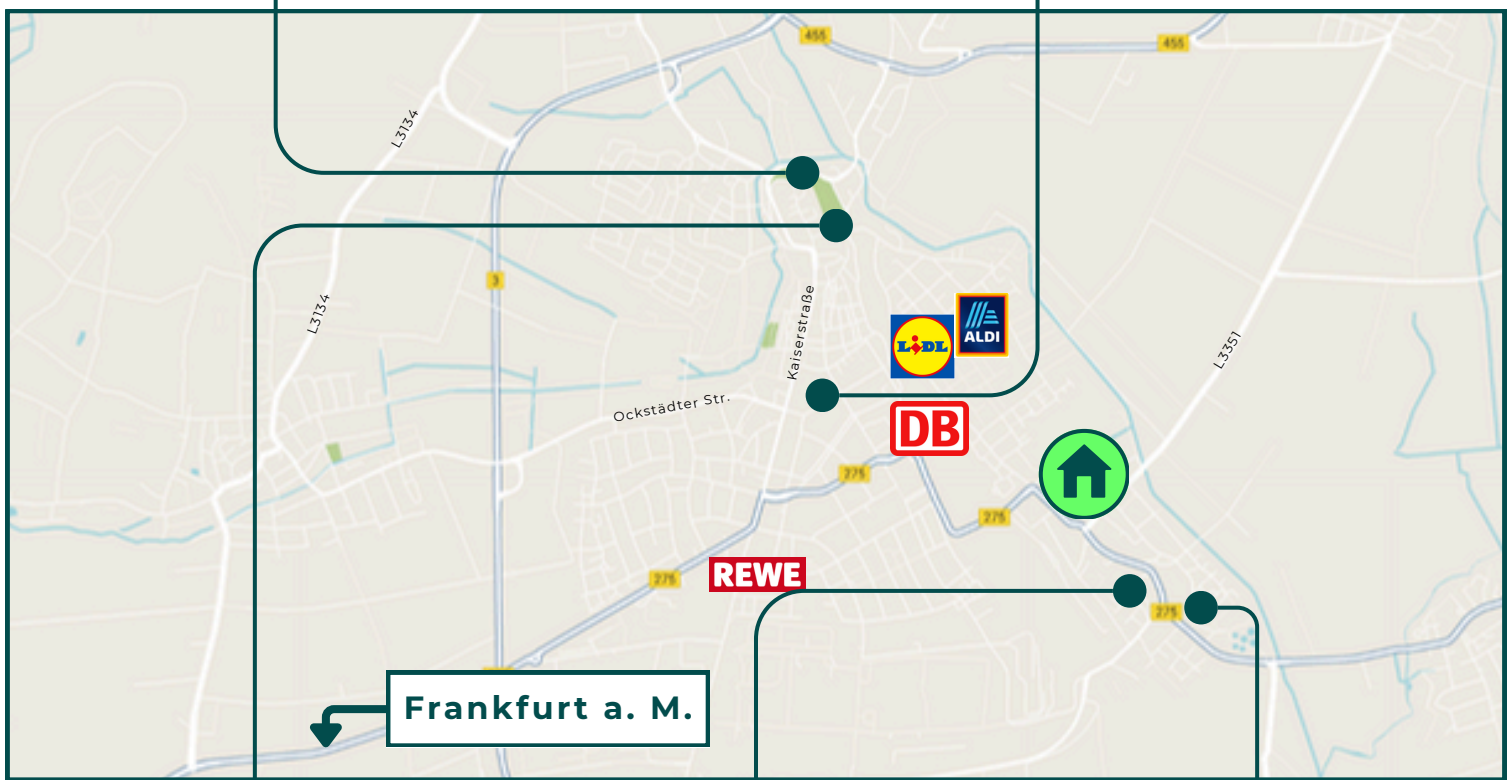 455
455
L3134
3
L3134
Kaiserstraße
LIDL
ALDI
L3351
Ockstädter Str.
DB
275
275
275
REWE
275
Frankfurt a. M.